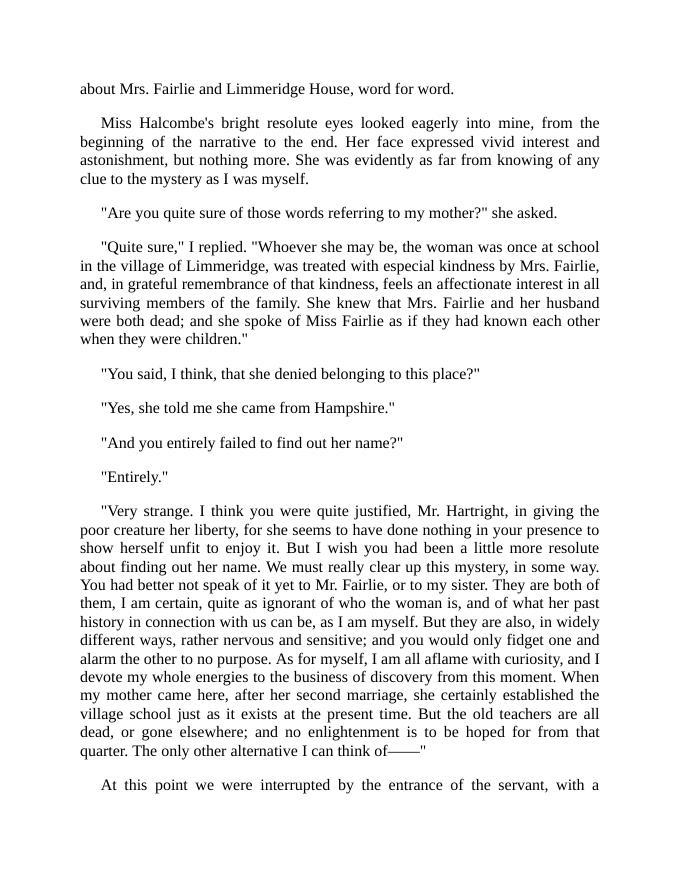 about Mrs. Fairlie and Limmeridge House, word for word.
Miss Halcombe's bright resolute eyes looked eagerly into mine, from the
beginning of the narrative to the end. Her face expressed vivid interest and
astonishment, but nothing more. She was evidently as far from knowing of any
clue to the mystery as I was myself.
"Are you quite sure of those words referring to my mother?" she asked.
"Quite sure," I replied. "Whoever she may be, the woman was once at school
in the village of Limmeridge, was treated with especial kindness by Mrs. Fairlie,
and, in grateful remembrance of that kindness, feels an affectionate interest in all
surviving members of the family. She knew that Mrs. Fairlie and her husband
were both dead; and she spoke of Miss Fairlie as if they had known each other
when they were children."
"You said, I think, that she denied belonging to this place?"
"Yes, she told me she came from Hampshire."
"And you entirely failed to find out her name?"
"Entirely."
"Very strange. I think you were quite justified, Mr. Hartright, in giving the
poor creature her liberty, for she seems to have done nothing in your presence to
show herself unfit to enjoy it. But I wish you had been a little more resolute
about finding out her name. We must really clear up this mystery, in some way.
You had better not speak of it yet to Mr. Fairlie, or to my sister. They are both of
them, I am certain, quite as ignorant of who the woman is, and of what her past
history in connection with us can be, as I am myself. But they are also, in widely
different ways, rather nervous and sensitive; and you would only fidget one and
alarm the other to no purpose. As for myself, I am all aflame with curiosity, and I
devote my whole energies to the business of discovery from this moment. When
my mother came here, after her second marriage, she certainly established the
village school just as it exists at the present time. But the old teachers are all
dead, or gone elsewhere; and no enlightenment is to be hoped for from that
quarter. The only other alternative I can think of——"
At this point we were interrupted by the entrance of the servant, with a